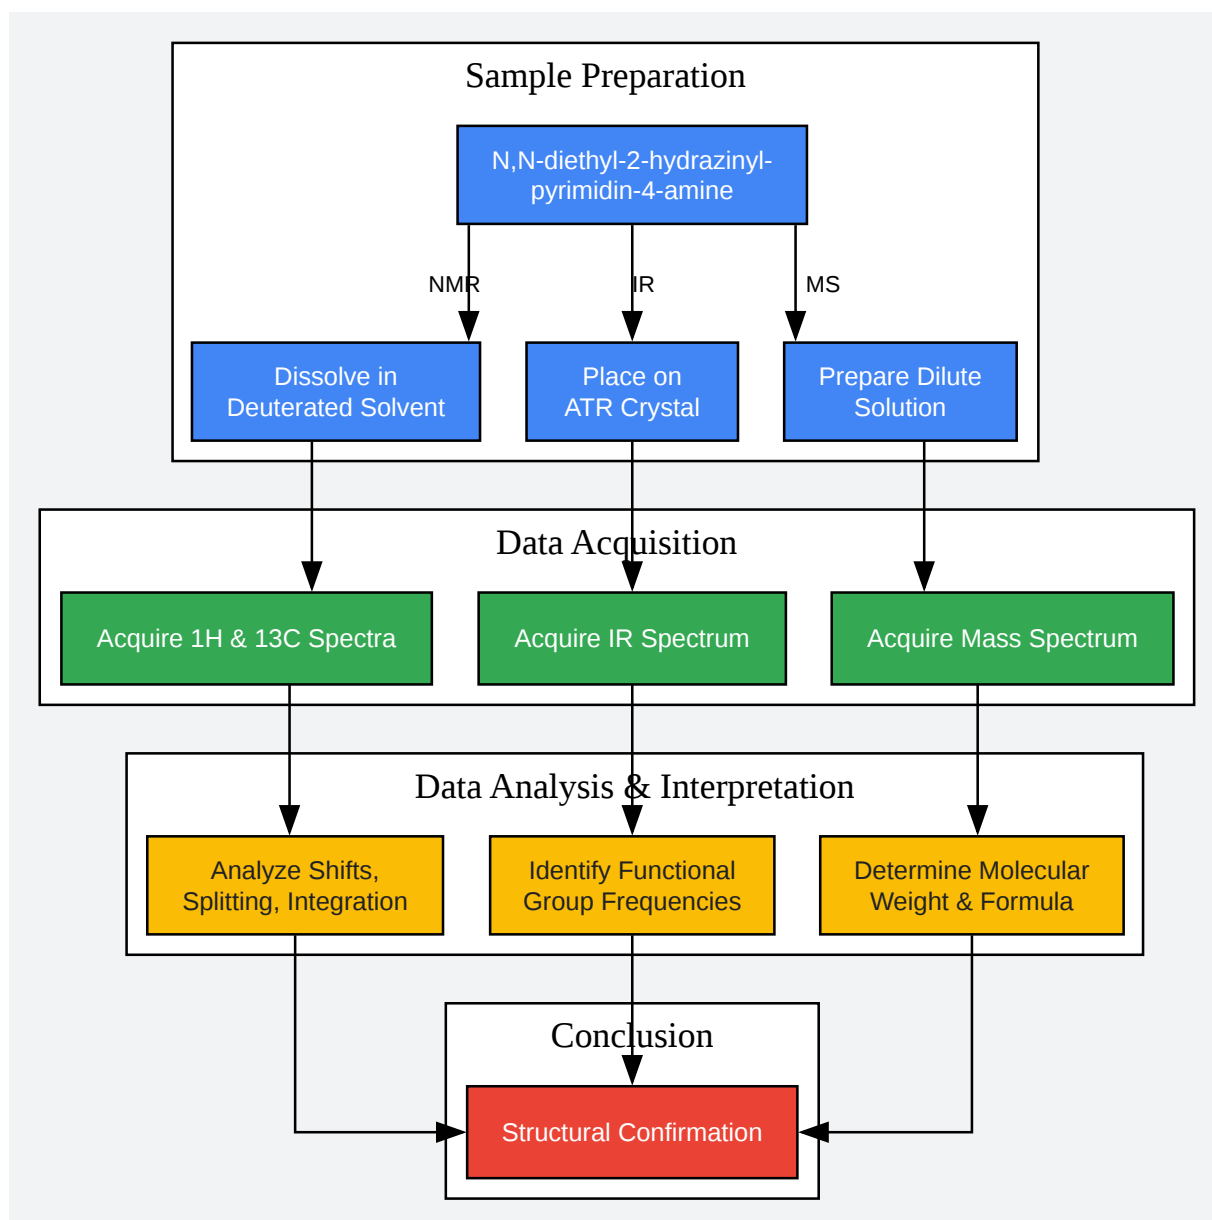 Sample Preparation
N,N-diethyl-2-hydrazinyl-
pyrimidin-4-amine
NMR
IR
MS
Dissolve in
Deuterated Solvent
Place on
ATR Crystal
Prepare Dilute
Solution
Data Acquisition
Acquire 1H & 13C Spectra
Acquire IR Spectrum
Acquire Mass Spectrum
Data Analysis & Interpretation
Analyze Shifts,
Splitting, Integration
Identify Functional
Group Frequencies
Determine Molecular
Weight & Formula
Conclusion
Structural Confirmation